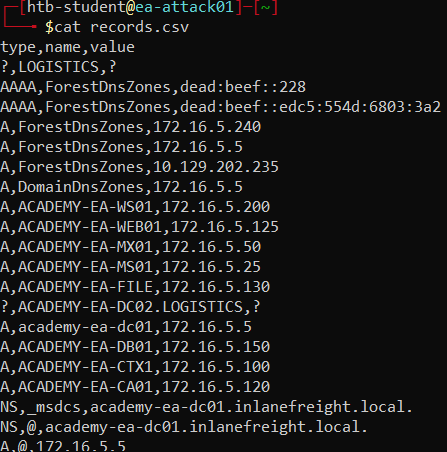 [htb-student@ea-attack01]-[~]
$cat records.csv
type,name,value
?,LOGISTICS,?
AAAA,ForestDnsZones,dead:beef::228
AAAA,ForestDnsZones,dead:beef::edc5:554d:6803:3a2
A,ForestDnsZones,172.16.5.240
A,ForestDnsZones,172.16.5.5
A,ForestDnsZones,10.129.202.235
A,DomainDnsZones,172.16.5.5
A,ACADEMY-EA-WS01,172.16.5.200
A,ACADEMY-EA-WEB01,172.16.5.125
A,ACADEMY-EA-MX01,172.16.5.50
A,ACADEMY-EA-MS01,172.16.5.25
A,ACADEMY-EA-FILE,172.16.5.130
?,ACADEMY-EA-DC02.LOGISTICS,?
A,academy-ea-dc01,172.16.5.5
A,ACADEMY-EA-DB01,172.16.5.150
A,ACADEMY-EA-CTX1,172.16.5.100
A,ACADEMY-EA-CA01,172.16.5.120
NS,_msdcs,academy-ea-dc01.inlanefreight.local.
NS,@,academy-ea-dc01.inlanefreight.local.
A,@,172.16.5.5